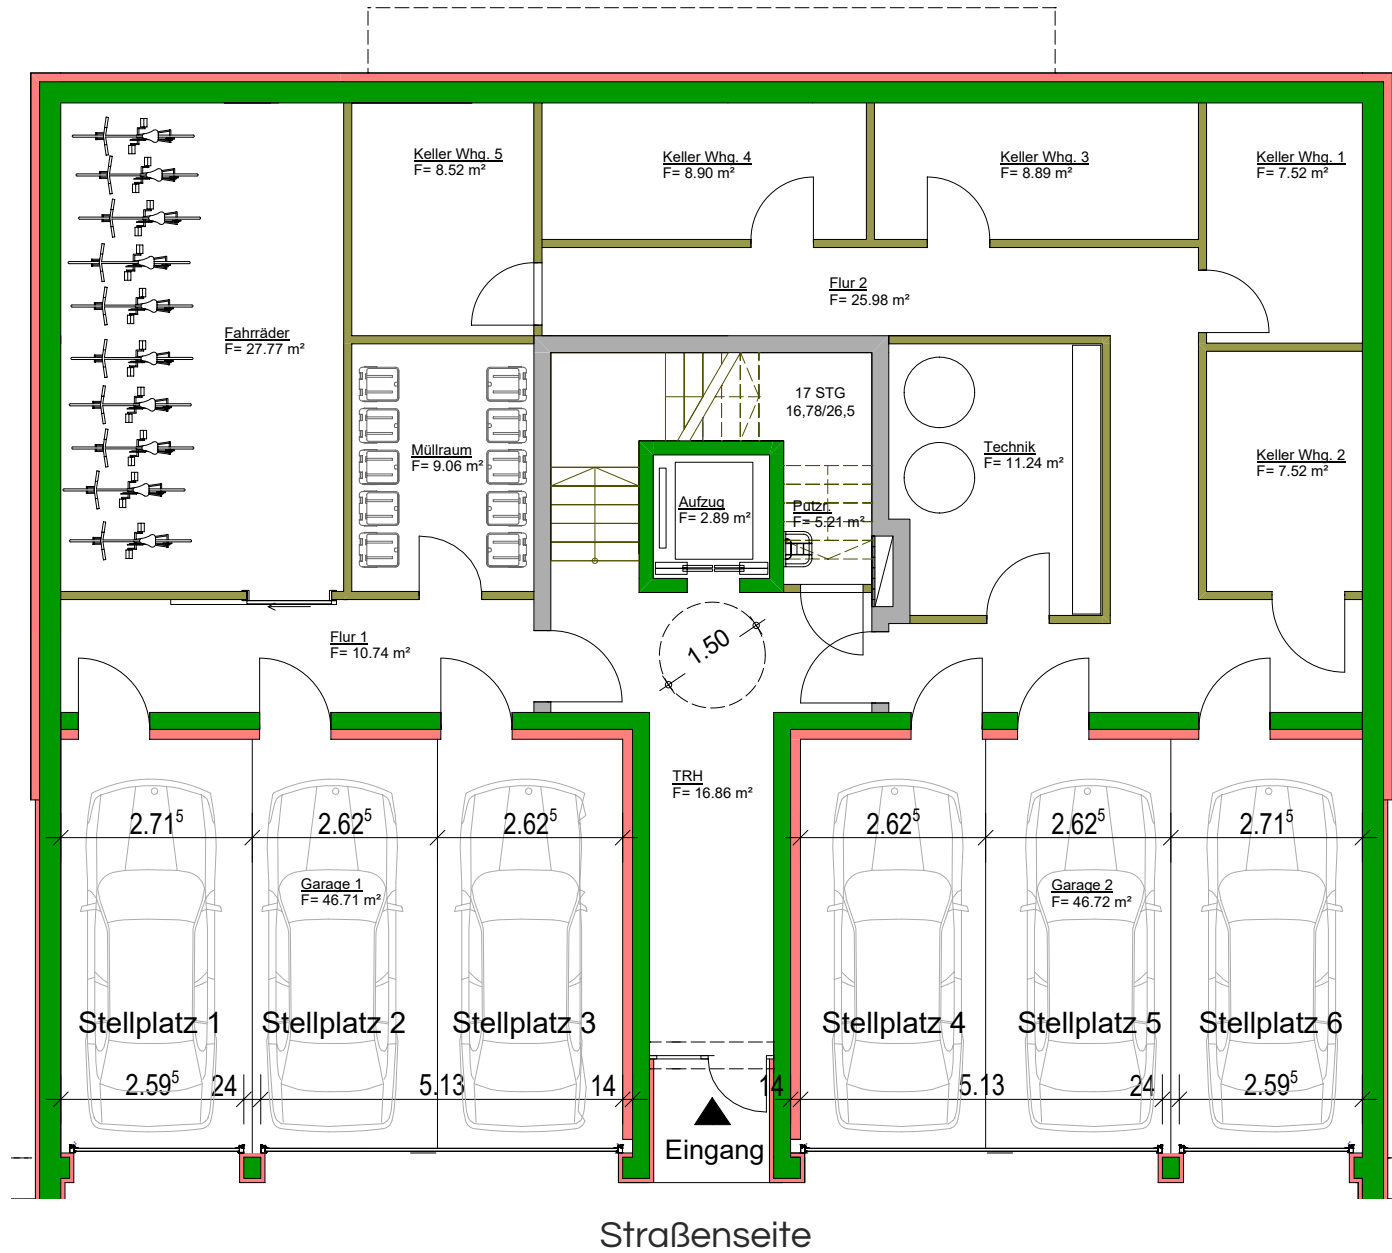 Keller Whg. 5
F= 8.52 m²
Keller Whg. 4
F= 8.90 m²
Keller Whg. 3
F= 8.89 m²
Keller Whg. 1
F= 7.52 m²
Flur 2
F= 25.98 m²
Fahrräder
F= 27.77 m²
17 STG
16,78/26,5
Müllraum
F= 9.06 m²
Technik
F= 11.24 m²
Keller Whg. 2
F= 7.52 m²
Aufzug
F= 2.89 m²
Putzr.
F= 5.21 m²
Flur 1
F= 10.74 m²
1.50
TRH
F= 16.86 m²
2.71⁵ 2.62⁵ 2.62⁵ 2.62⁵ 2.62⁵ 2.71⁵
Garage 1
F= 46.71 m²
Garage 2
F= 46.72 m²
Stellplatz 1 Stellplatz 2 Stellplatz 3 Stellplatz 4 Stellplatz 5 Stellplatz 6
2.59⁵ 24 5.13 14 14 5.13 24 2.59⁵
Eingang
Straßenseite